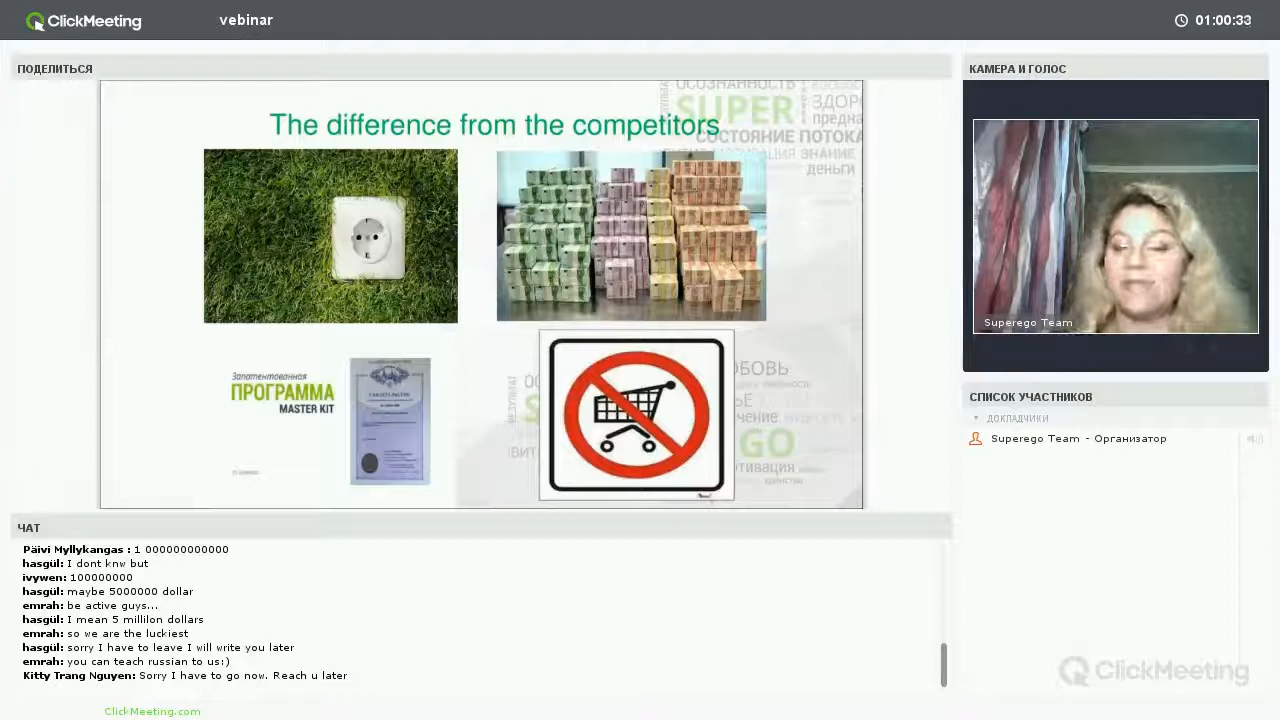 ClickMeeting
vebinar
01:00:33
ПОДЕЛИТЬСЯ
КАМЕРА И ГОЛОС
ОСОЗНАННОСТЬ
SUPER
СОСТОЯНИЕ ПОТОКА
ЗНАНИЕ
деньги
The difference from the competitors
Superego Team
Запатентованная
ПРОГРАММА
MASTER KIT
GO
СПИСОК УЧАСТНИКОВ
ДОКЛАДЧИКИ
Superego Team - Организатор
ЧАТ
Päivi Myllykangas : 1 000000000000
hasgül: I dont knw but
ivywen: 100000000
hasgül: maybe 5000000 dollar
emrah: be active guys...
hasgül: I mean 5 millilon dollars
emrah: so we are the luckiest
hasgül: sorry I have to leave I will write you later
emrah: you can teach russian to us:)
Kitty Trang Nguyen: Sorry I have to go now. Reach u later
ClickMeeting
ClickMeeting.com